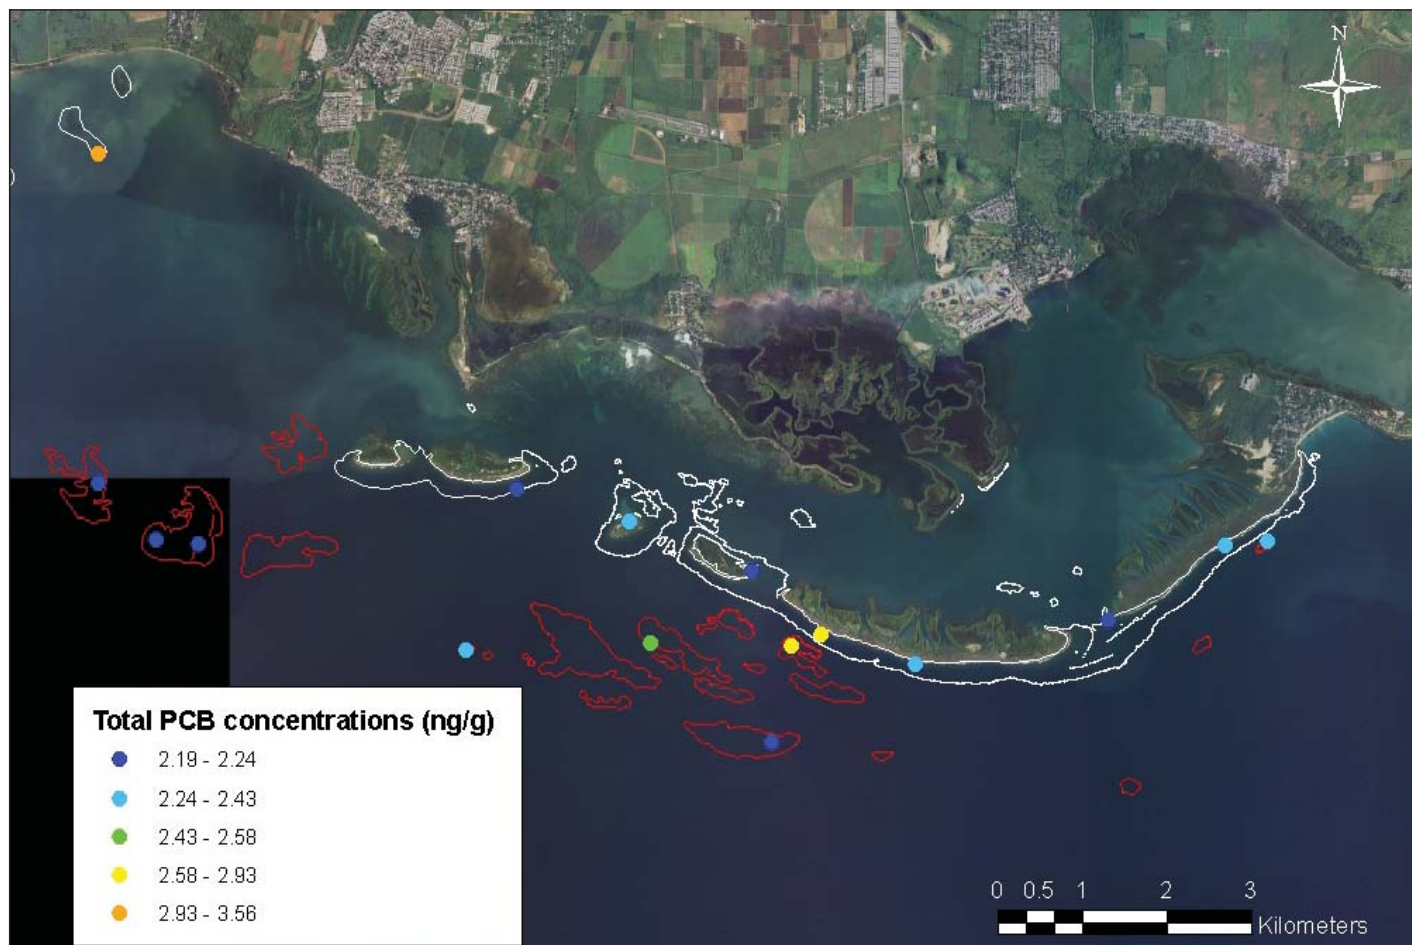 N
Total PCB concentrations (ng/g)
2.19 - 2.24
2.24 - 2.43
2.43 - 2.58
2.58 - 2.93
2.93 - 3.56
0 0.5 1 2 3
Kilometers